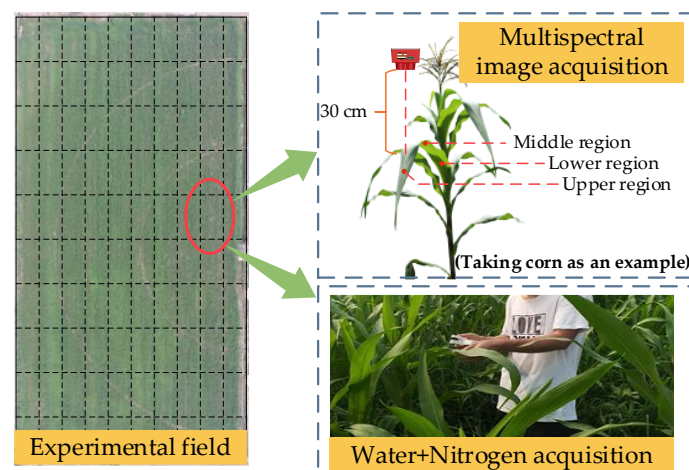 Multispectral
image acquisition
30 cm
Middle region
Lower region
Upper region
(Taking corn as an example)
LOVE
Experimental field
Water+Nitrogen acquisition